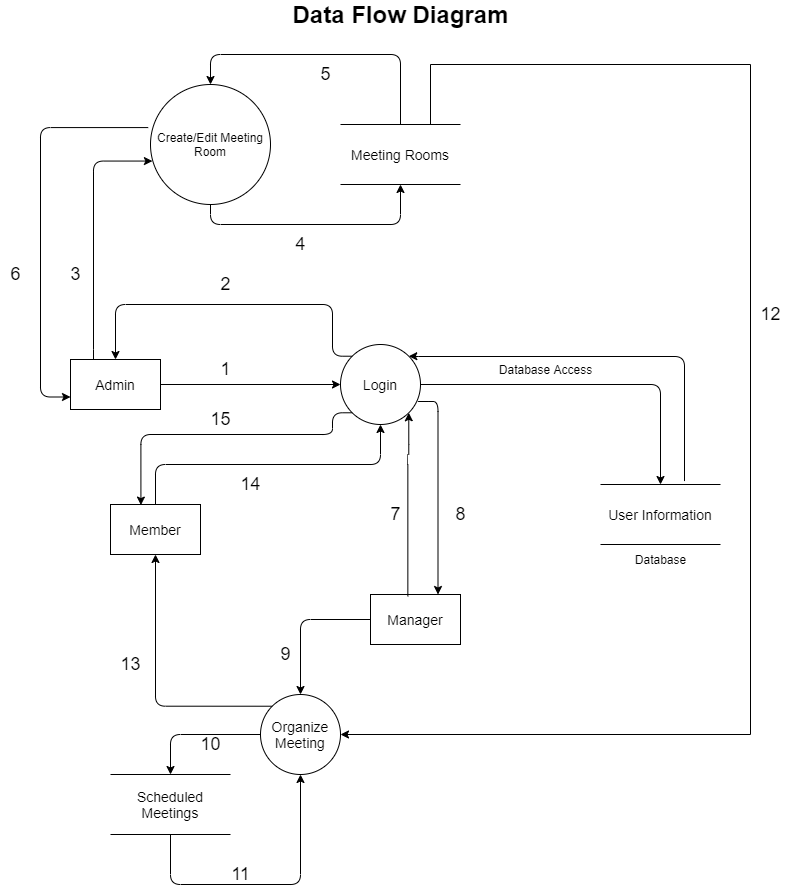 Data Flow Diagram
5
Create/Edit Meeting
Room
Meeting Rooms
4
6
3
2
12
1
Database Access
Admin
Login
15
14
7
8
Member
User Information
Database
Manager
9
13
Organize
Meeting
10
Scheduled
Meetings
11